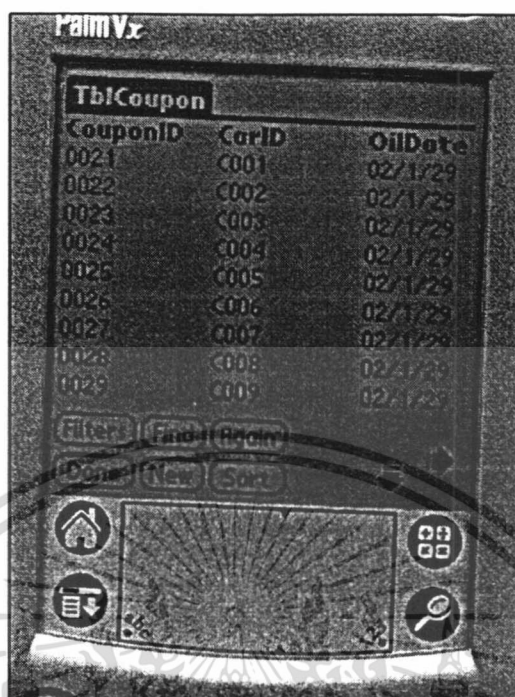 Palm Vx
TblCoupon
CouponID CarID OilDate
0021 C001 02/1/29
0022 C002 02/1/29
0023 C003 02/1/29
0024 C004 02/1/29
0025 C005 02/1/29
0026 C006 02/1/29
0027 C007 02/1/29
0028 C008 02/1/29
0029 C009 02/1/29
Filters Find Again
Done New Sort
abc 123